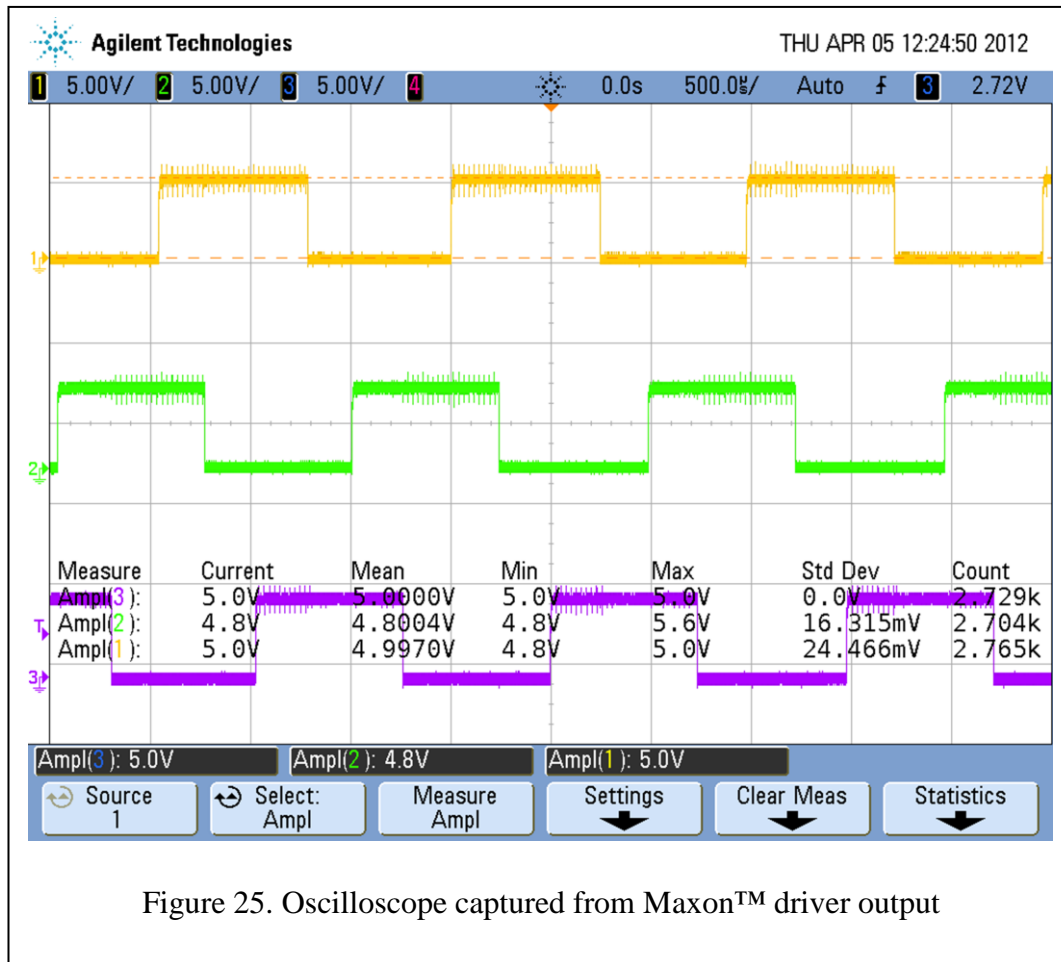 Agilent Technologies THU APR 05 12:24:50 2012
1 5.00V/ 2 5.00V/ 3 5.00V/ 4 0.0s 500.0㎲/ Auto 3 2.72V
1
2
Measure Current Mean Min Max Std Dev Count
Ampl(3): 5.0V 5.0000V 5.0V 5.0V 0.0V 2.729k
T
Ampl(2): 4.8V 4.8004V 4.8V 5.6V 16.315mV 2.704k
Ampl(1): 5.0V 4.9970V 4.8V 5.0V 24.466mV 2.765k
3
Ampl(3): 5.0V Ampl(2): 4.8V Ampl(1): 5.0V
Source Select: Measure Settings Clear Meas Statistics
1 Ampl Ampl
Figure 25. Oscilloscope captured from Maxon™ driver output